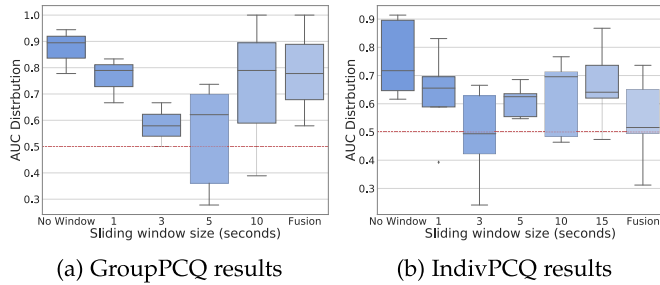 1.0
0.9
0.8
0.7
0.6
0.5
0.4
0.3
AUC Distrbution
No Window 1 3 5 10 Fusion
Sliding window size (seconds)
(a) GroupPCQ results
0.9
0.8
0.7
0.6
0.5
0.4
0.3
AUC Distrbution
No Window 1 3 5 10 15 Fusion
Sliding window size (seconds)
(b) IndivPCQ results